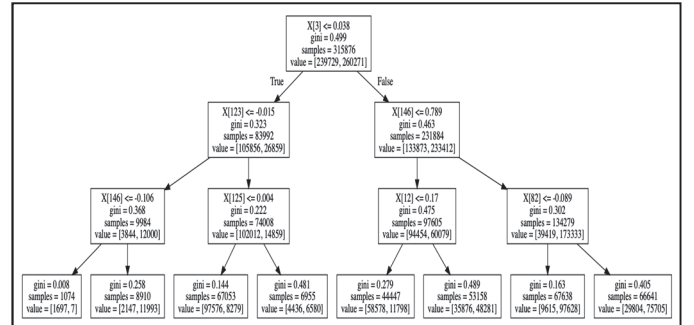 X[3] <= 0.038
gini = 0.499
samples = 315876
value = [239729, 260271]
True
False
X[123] <= -0.015
gini = 0.323
samples = 83992
value = [105856, 26859]
X[146] <= 0.789
gini = 0.463
samples = 231884
value = [133873, 233412]
X[146] <= -0.106
gini = 0.368
samples = 9984
value = [3844, 12000]
X[125] <= 0.004
gini = 0.222
samples = 74008
value = [102012, 14859]
X[12] <= 0.17
gini = 0.475
samples = 97605
value = [94454, 60079]
X[82] <= -0.089
gini = 0.302
samples = 134279
value = [39419, 173333]
gini = 0.008
samples = 1074
value = [1697, 7]
gini = 0.258
samples = 8910
value = [2147, 11993]
gini = 0.144
samples = 67053
value = [97576, 8279]
gini = 0.481
samples = 6955
value = [4436, 6580]
gini = 0.279
samples = 44447
value = [58578, 11798]
gini = 0.489
samples = 53158
value = [35876, 48281]
gini = 0.163
samples = 67638
value = [9615, 97628]
gini = 0.405
samples = 66641
value = [29804, 75705]